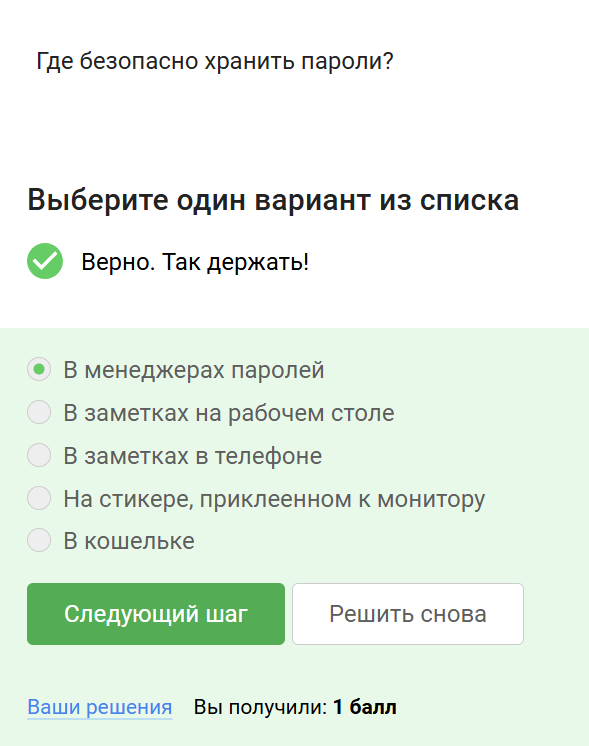 Где безопасно хранить пароли?
Выберите один вариант из списка
Верно. Так держать!
В менеджерах паролей
В заметках на рабочем столе
В заметках в телефоне
На стикере, приклеенном к монитору
В кошельке
Следующий шаг
Решить снова
Ваши решения Вы получили: 1 балл